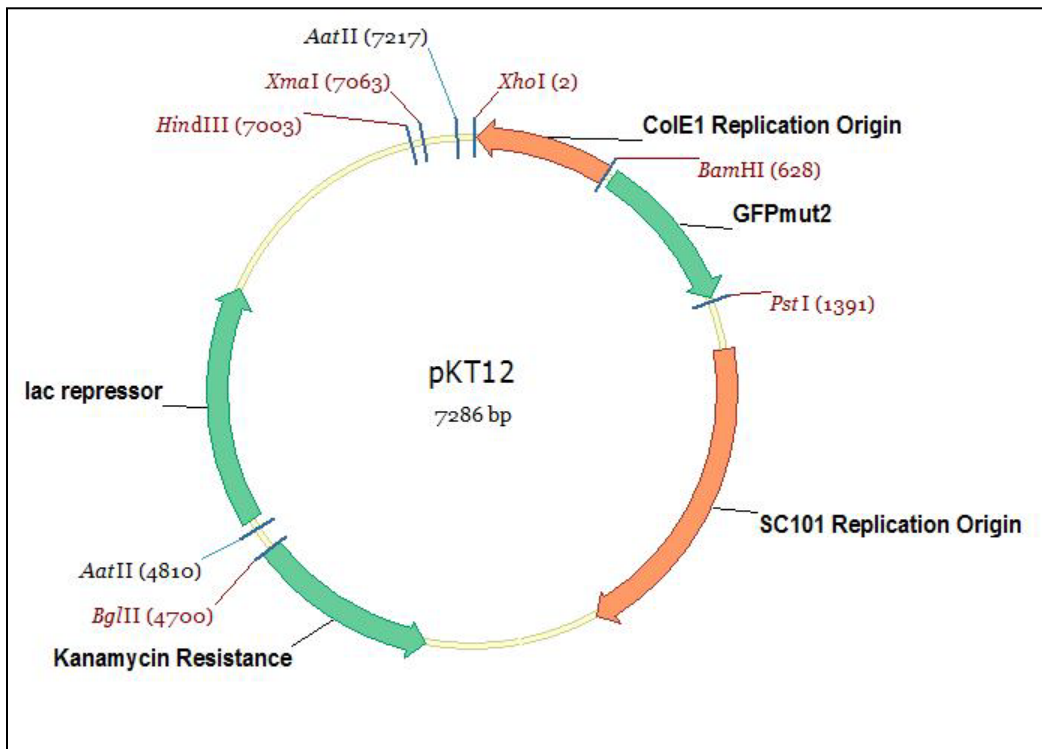 AatII (7217)
XmaI (7063)
XhoI (2)
HindIII (7003)
ColE1 Replication Origin
BamHI (628)
GFPmut2
PstI (1391)
pKT12
7286 bp
lac repressor
SC101 Replication Origin
AatII (4810)
BglII (4700)
Kanamycin Resistance